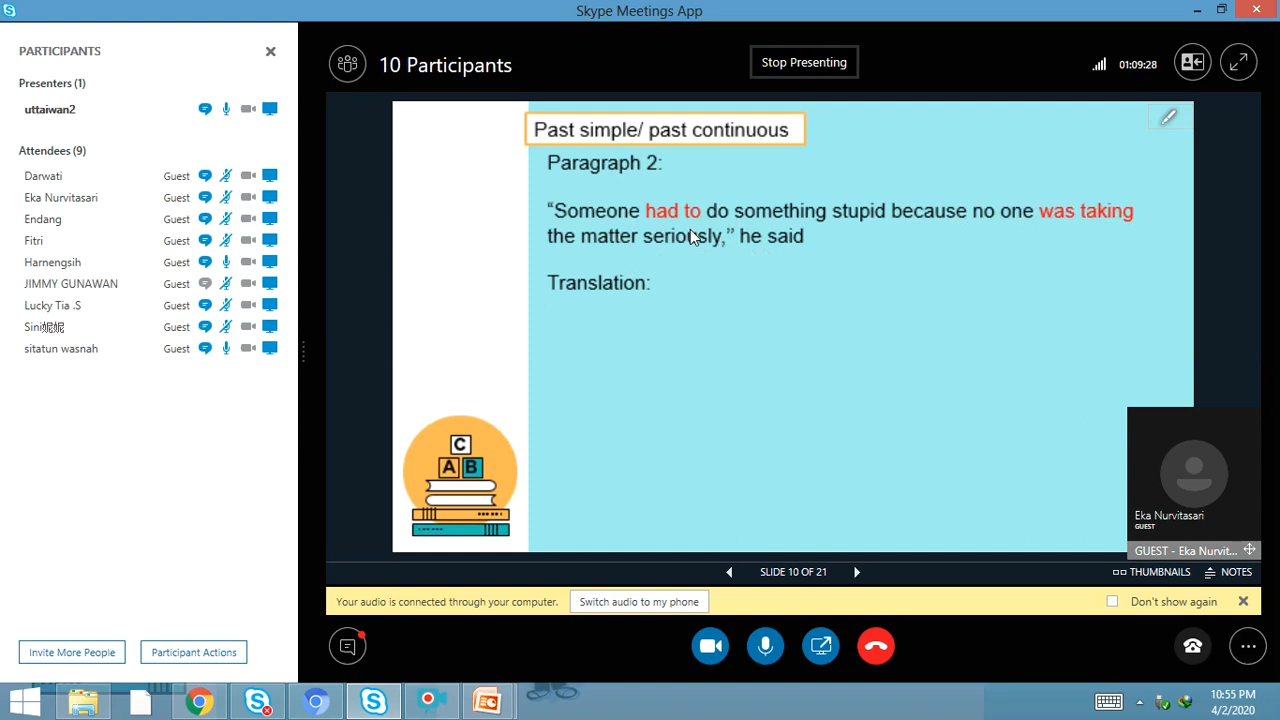 Skype Meetings App
PARTICIPANTS
Presenters (1)
uttaiwan2
Attendees (9)
Darwati Guest
Eka Nurvitasari Guest
Endang Guest
Fitri Guest
Harnengsih Guest
JIMMY GUNAWAN Guest
Lucky Tia .S Guest
Sini妮妮 Guest
sitatun wasnah Guest
Invite More People
Participant Actions
10 Participants
Stop Presenting
01:09:28
Past simple/ past continuous
Paragraph 2:
“Someone had to do something stupid because no one was taking
the matter seriously,” he said
Translation:
C
A B
Eka Nurvitasari
GUEST
GUEST - Eka Nurvit...
SLIDE 10 OF 21
THUMBNAILS
NOTES
Your audio is connected through your computer.
Switch audio to my phone
Don't show again
10:55 PM
4/2/2020